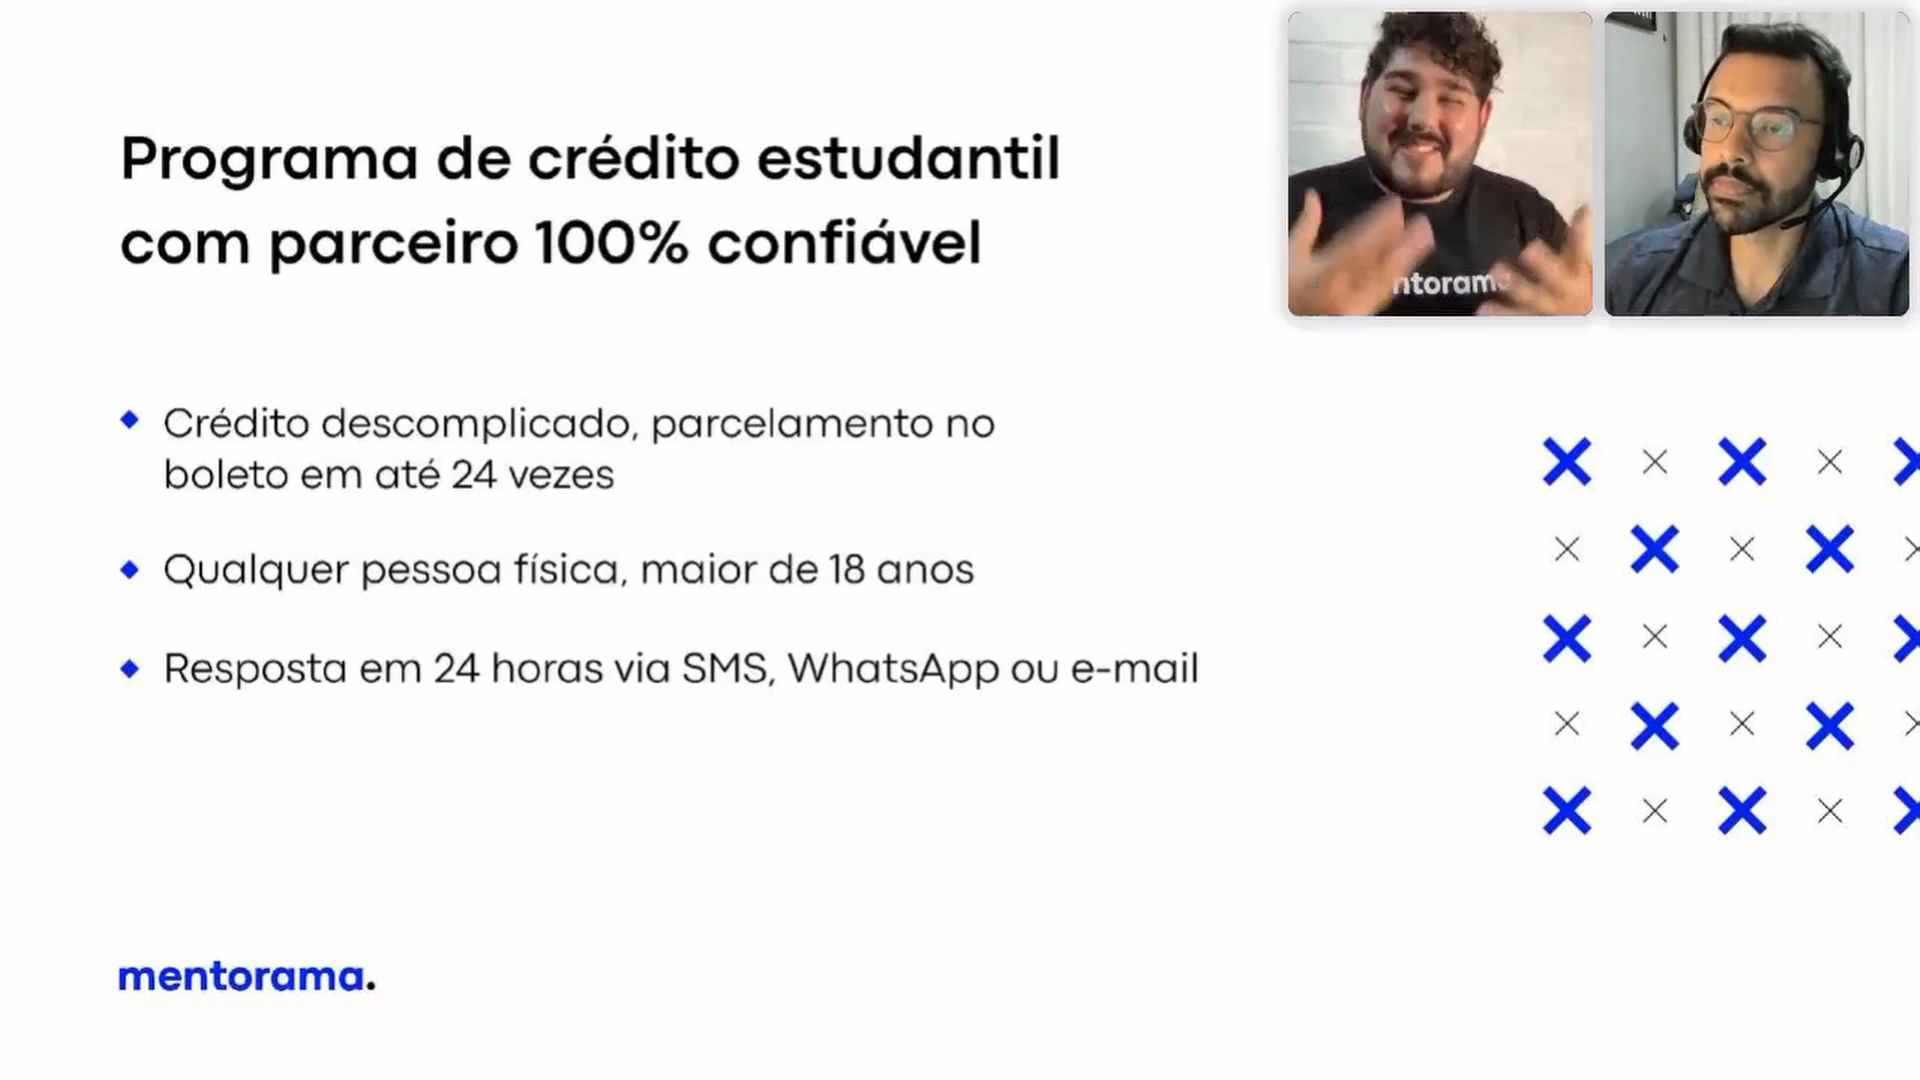 Programa de crédito estudantil
com parceiro 100% confiável
Crédito descomplicado, parcelamento no
boleto em até 24 vezes
Qualquer pessoa física, maior de 18 anos
Resposta em 24 horas via SMS, WhatsApp ou e-mail
ntorama
mentorama.